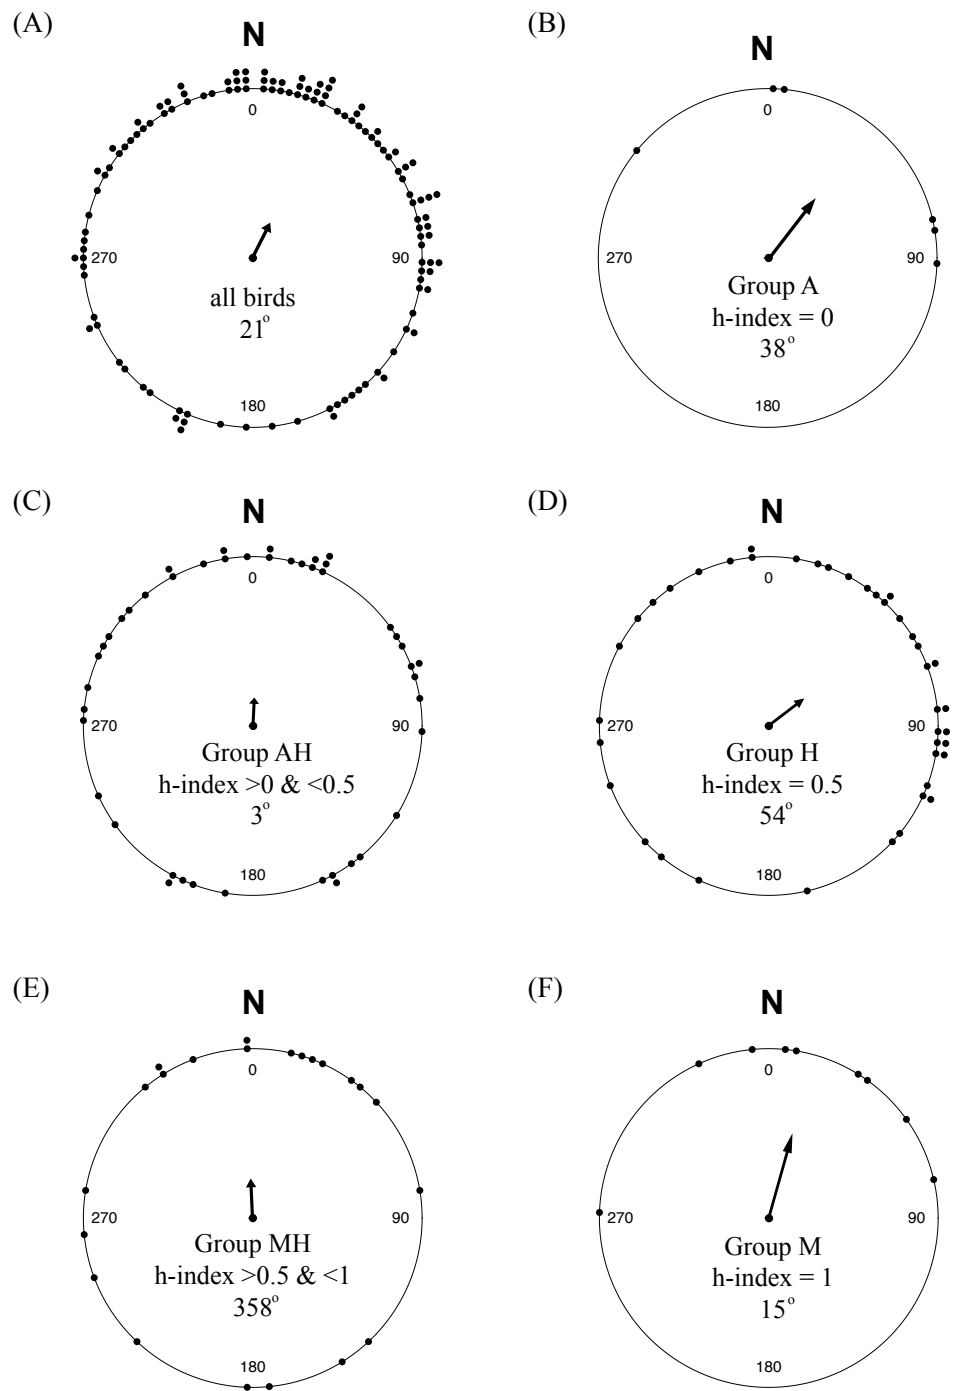 (A)
N
0
270
90
all birds
21°
180
(B)
N
0
270
90
Group A
h-index = 0
38°
180
(C)
N
0
270
90
Group AH
h-index >0 & <0.5
3°
180
(D)
N
0
270
90
Group H
h-index = 0.5
54°
180
(E)
N
0
270
90
Group MH
h-index >0.5 & <1
358°
180
(F)
N
0
270
90
Group M
h-index = 1
15°
180